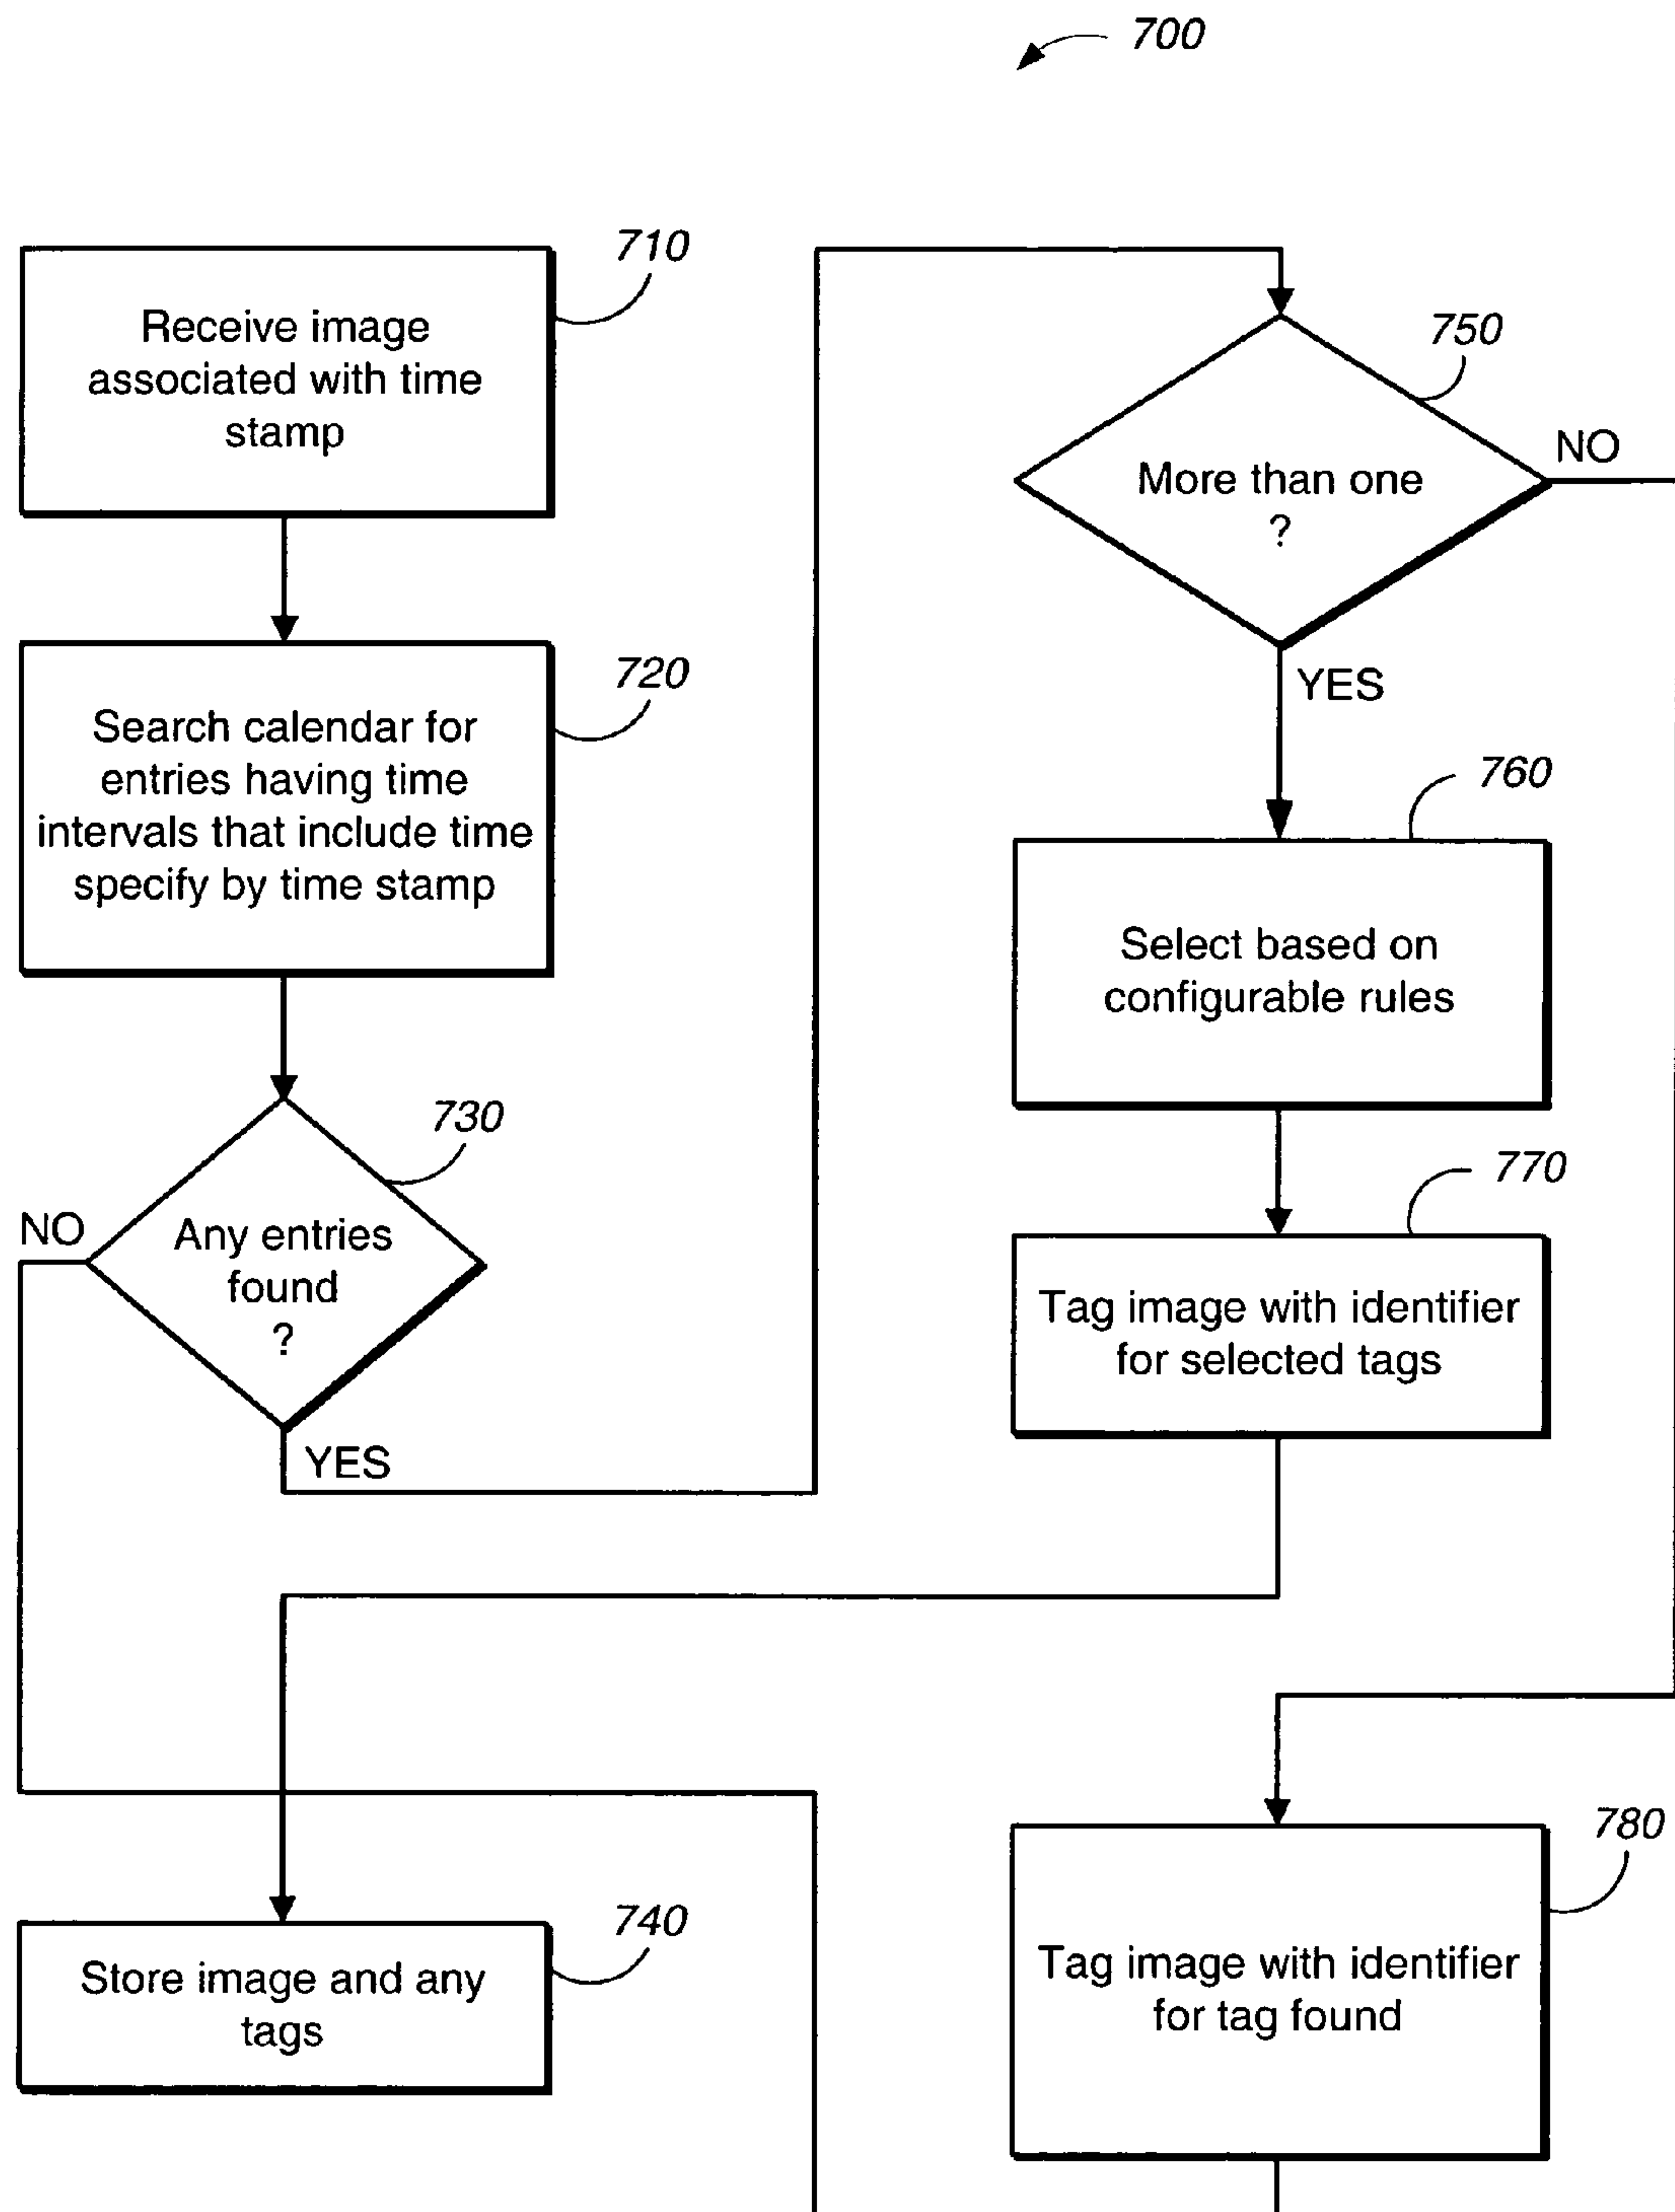 700
710
Receive image
associated with time
stamp
720
Search calendar for
entries having time
intervals that include time
specify by time stamp
730
NO
Any entries
found
?
YES
750
NO
More than one
?
YES
760
Select based on
configurable rules
770
Tag image with identifier
for selected tags
740
Store image and any
tags
780
Tag image with identifier
for tag found